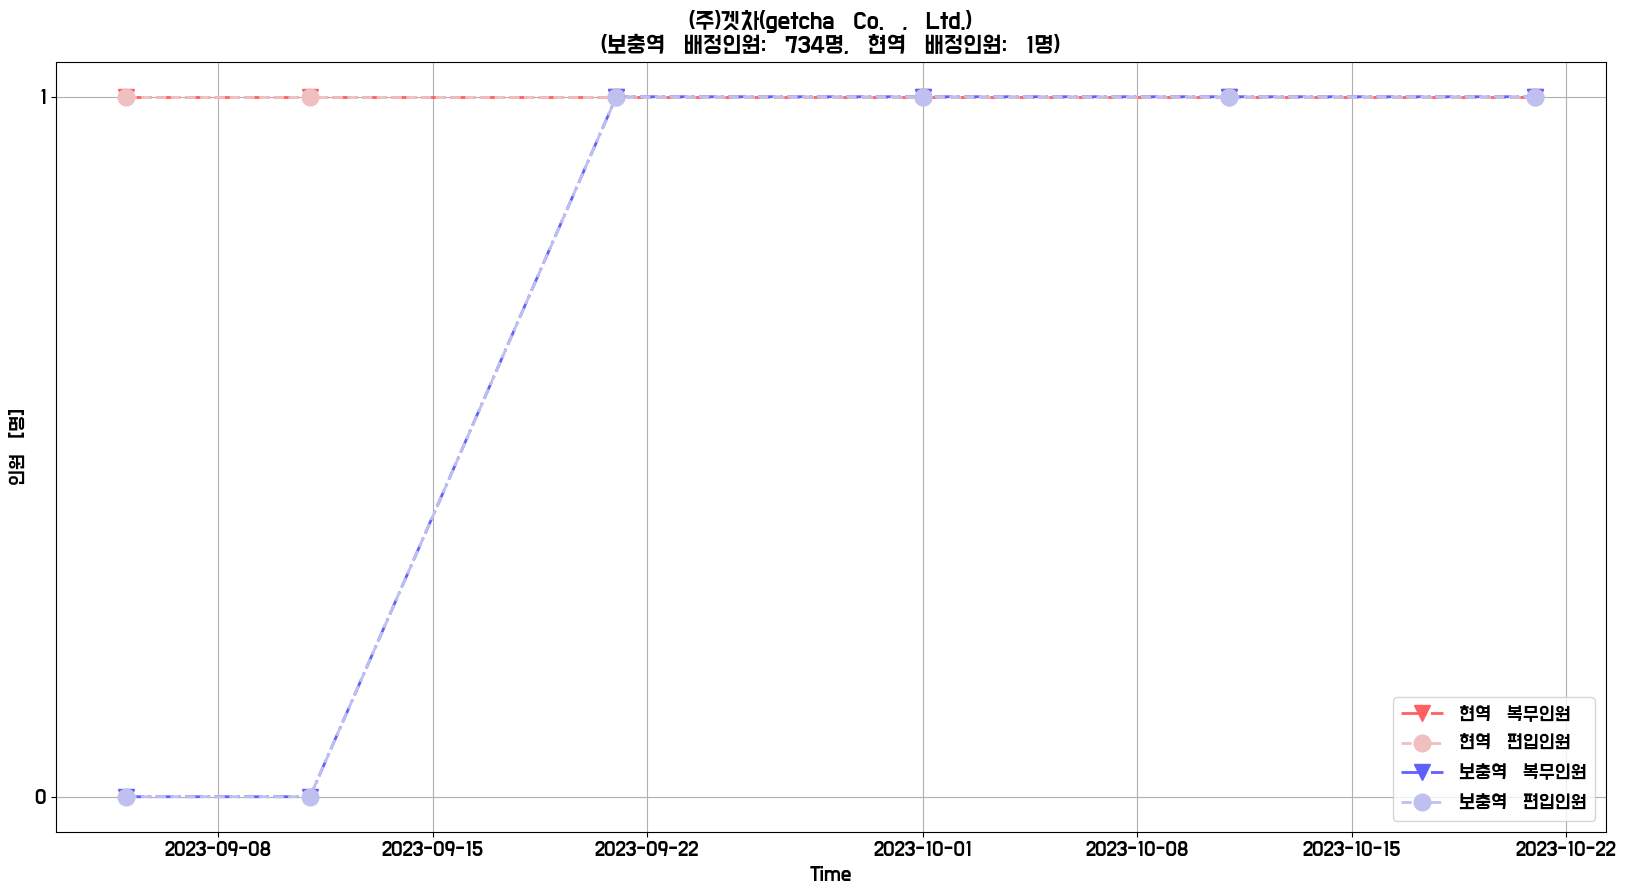 (주)겟차(getcha Co. , Ltd.)
(보충역 배정인원: 734명, 현역 배정인원: 1명)
1
0
인원 [명]
현역 복무인원
현역 편입인원
보충역 복무인원
보충역 편입인원
2023-09-08 2023-09-15 2023-09-22 2023-10-01 2023-10-08 2023-10-15 2023-10-22
Time